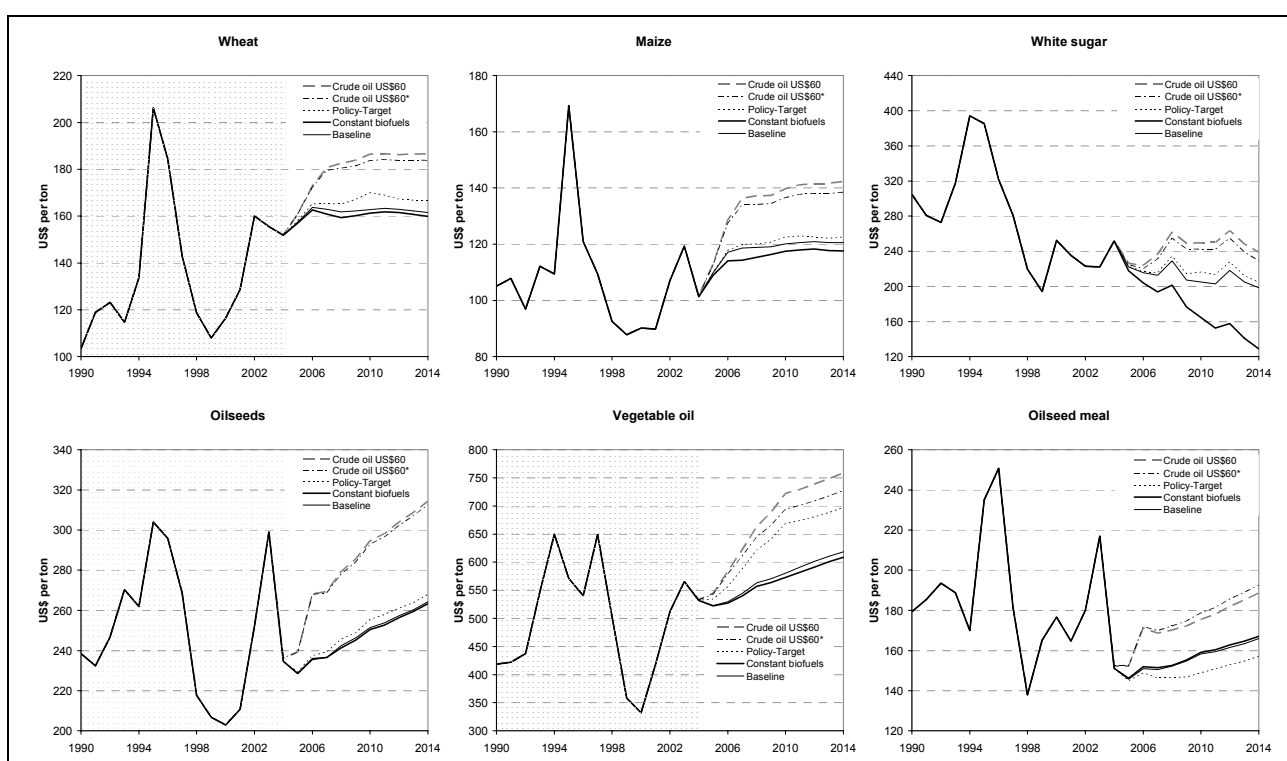 Wheat
US$ per ton
220
200
180
160
140
120
100
1990 1994 1998 2002 2006 2010 2014
Crude oil US$60
Crude oil US$60*
Policy-Target
Constant biofuels
Baseline
Maize
US$ per ton
180
160
140
120
100
80
1990 1994 1998 2002 2006 2010 2014
Crude oil US$60
Crude oil US$60*
Policy-Target
Constant biofuels
Baseline
White sugar
US$ per ton
440
400
360
320
280
240
200
160
120
1990 1994 1998 2002 2006 2010 2014
Crude oil US$60
Crude oil US$60*
Policy-Target
Constant biofuels
Baseline
Oilseeds
US$ per ton
340
320
300
280
260
240
220
200
1990 1994 1998 2002 2006 2010 2014
Crude oil US$60
Crude oil US$60*
Policy-Target
Constant biofuels
Baseline
Vegetable oil
US$ per ton
800
750
700
650
600
550
500
450
400
350
300
1990 1994 1998 2002 2006 2010 2014
Crude oil US$60
Crude oil US$60*
Policy-Target
Constant biofuels
Baseline
Oilseed meal
US$ per ton
260
240
220
200
180
160
140
120
1990 1994 1998 2002 2006 2010 2014
Crude oil US$60
Crude oil US$60*
Policy-Target
Constant biofuels
Baseline